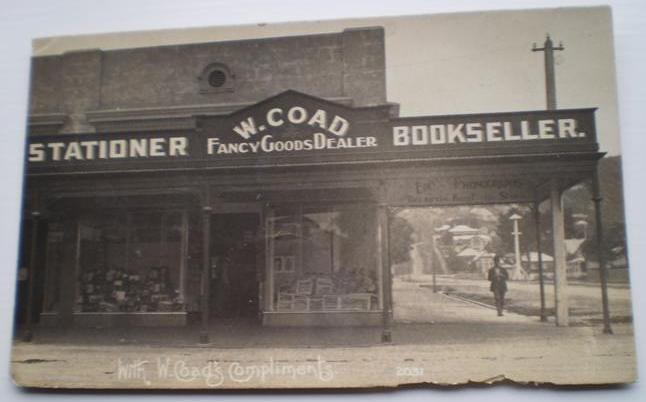 W. COAD
STATIONER FANCY GOODS DEALER BOOKSELLER.
With W. Coad's Compliments. 2031